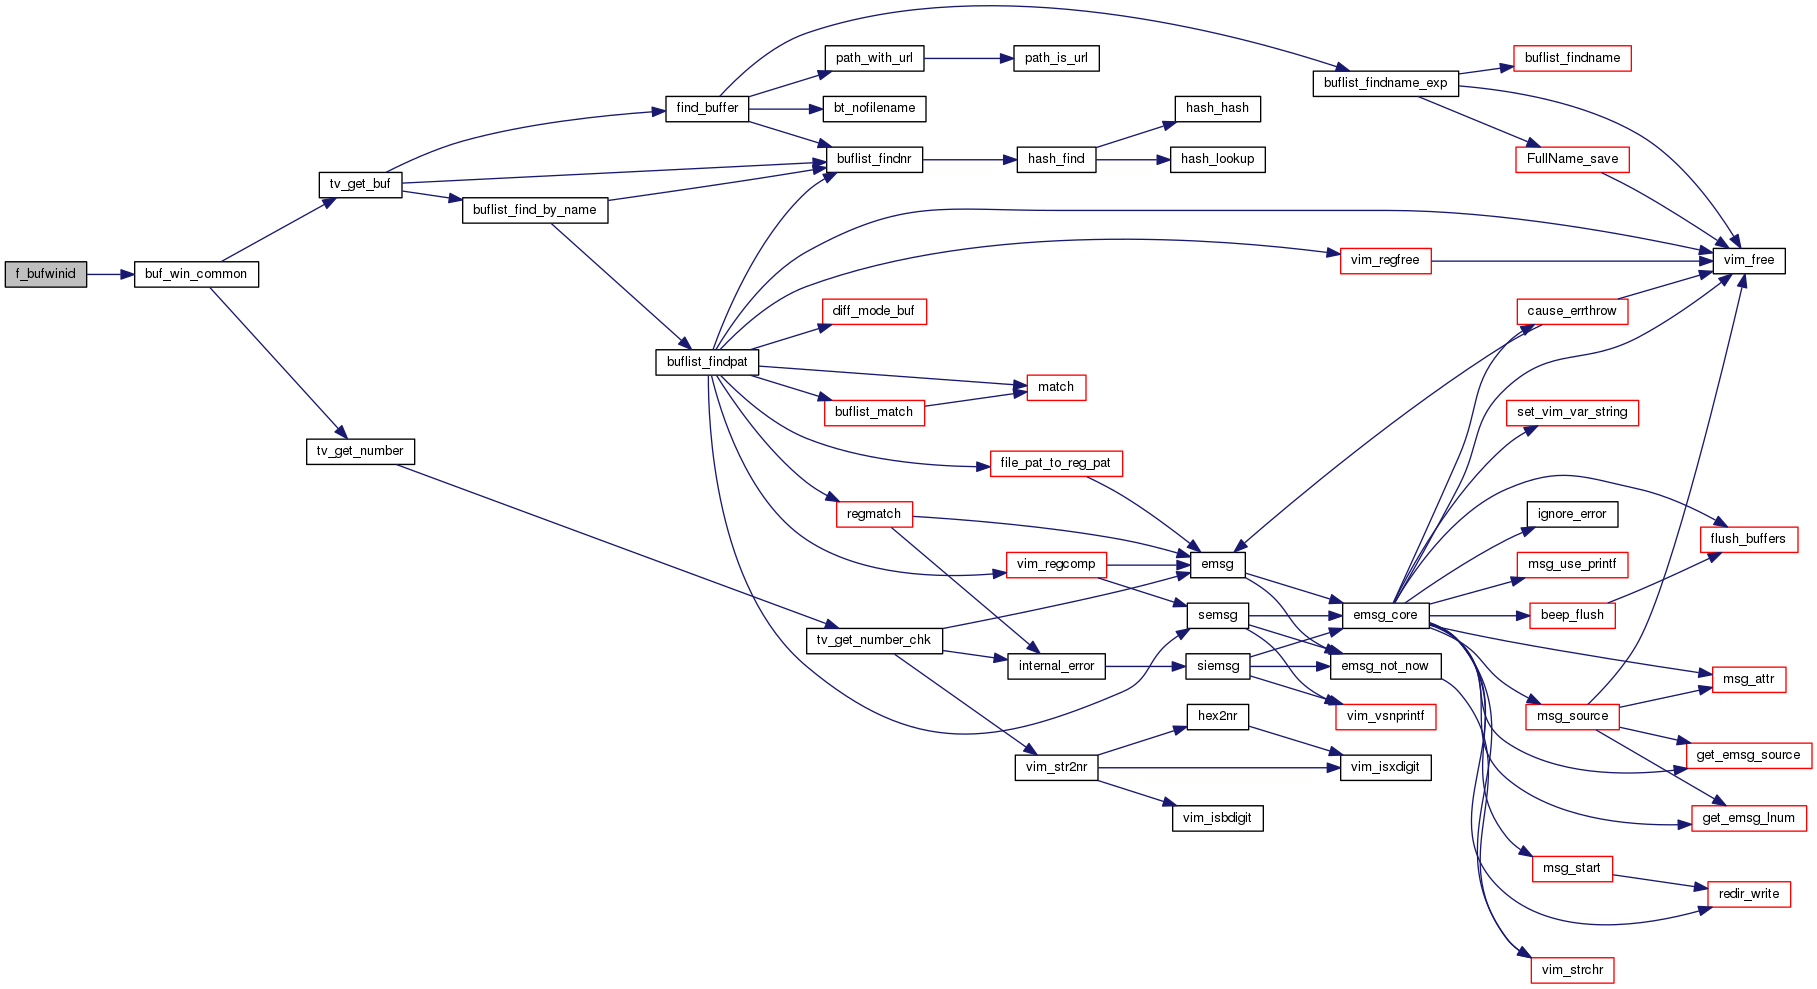 f_bufwinid
buf_win_common
tv_get_buf
tv_get_number
buflist_find_by_name
find_buffer
buflist_findpat
path_with_url
bt_nofilename
buflist_findnr
diff_mode_buf
buflist_match
regmatch
tv_get_number_chk
path_is_url
hash_find
match
file_pat_to_reg_pat
vim_regcomp
internal_error
vim_str2nr
hash_hash
hash_lookup
emsg
semsg
siemsg
hex2nr
vim_isbdigit
buflist_findname_exp
vim_regfree
emsg_core
emsg_not_now
vim_vsnprintf
vim_isxdigit
buflist_findname
FullName_save
cause_errthrow
set_vim_var_string
ignore_error
msg_use_printf
beep_flush
msg_source
msg_start
vim_strchr
vim_free
flush_buffers
msg_attr
get_emsg_source
get_emsg_lnum
redir_write